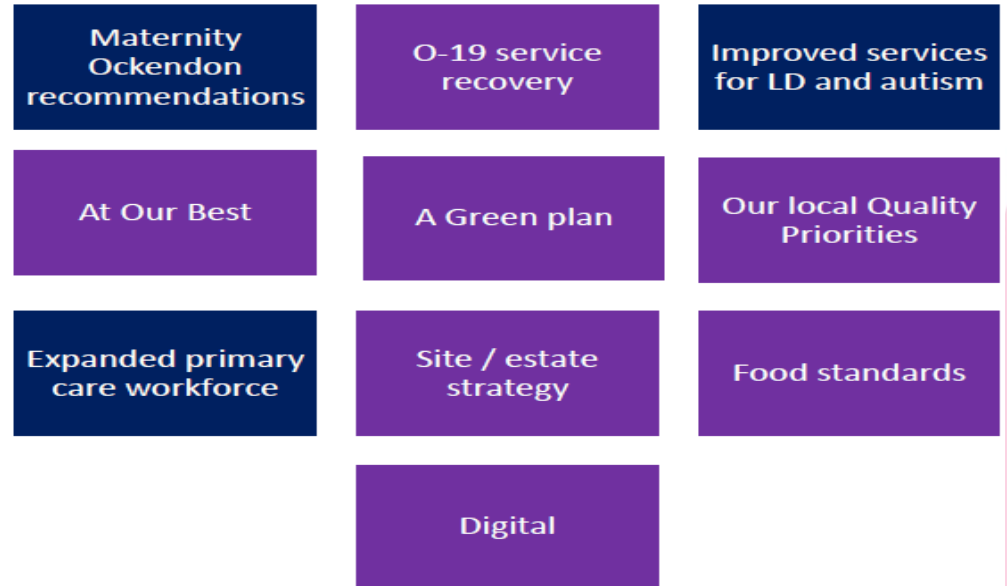 Maternity
Ockendon
recommendations
O-19 service
recovery
Improved services
for LD and autism
At Our Best
A Green plan
Our local Quality
Priorities
Expanded primary
care workforce
Site / estate
strategy
Food standards
Digital